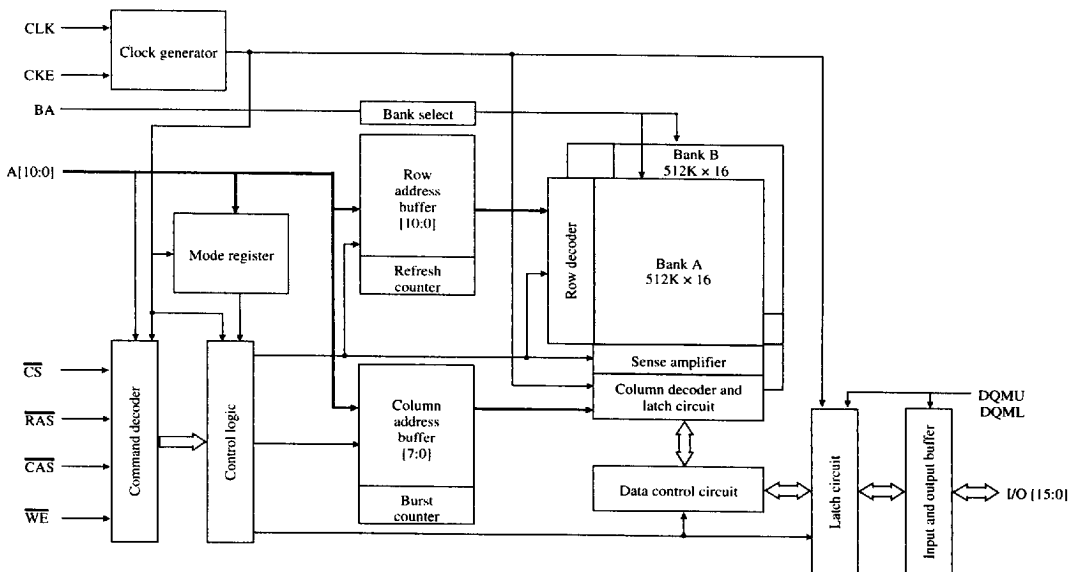 CLK
Clock generator
CKE
BA
Bank select
A[10:0]
Row
address
buffer
[10:0]
Refresh
counter
Bank B
512K × 16
Row decoder
Bank A
512K × 16
Mode register
Sense amplifier
Column decoder and
latch circuit
CS
RAS
CAS
WE
Command decoder
Control logic
Column
address
buffer
[7:0]
Burst
counter
Data control circuit
Latch circuit
Input and output buffer
DQMU
DQML
I/O [15:0]